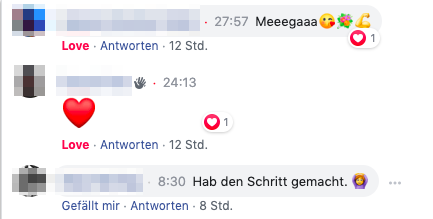 · 27:57 Meeegaaa😘💐💪
1
Love · Antworten · 12 Std.
👋 · 24:13
❤️
1
Love · Antworten · 12 Std.
· 8:30 Hab den Schritt gemacht. 🙆‍♀️
Gefällt mir · Antworten · 8 Std.